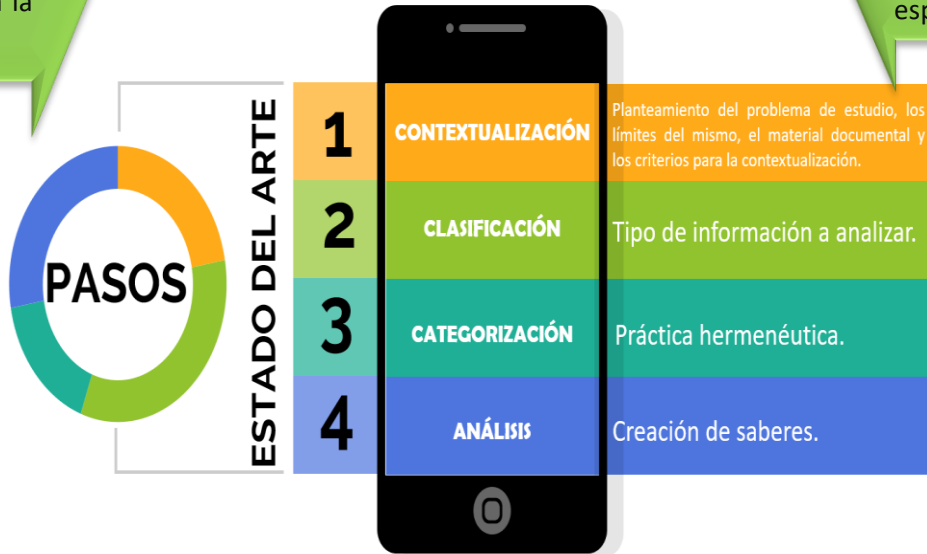 la
esp
PASOS
ESTADO DEL ARTE
1
CONTEXTUALIZACIÓN
Planteamiento del problema de estudio, los
límites del mismo, el material documental y
los criterios para la contextualización.
2
CLASIFICACIÓN
Tipo de información a analizar.
3
CATEGORIZACIÓN
Práctica hermenéutica.
4
ANÁLISIS
Creación de saberes.